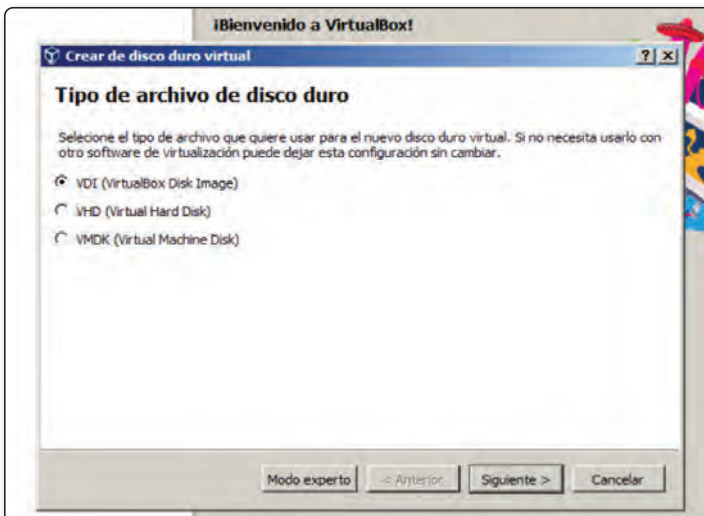 ¡Bienvenido a VirtualBox!
Crear de disco duro virtual
Tipo de archivo de disco duro
Selecione el tipo de archivo que quiere usar para el nuevo disco duro virtual. Si no necesita usarlo con
otro software de virtualización puede dejar esta configuración sin cambiar.
VDI (VirtualBox Disk Image)
VHD (Virtual Hard Disk)
VMDK (Virtual Machine Disk)
Modo experto
< Anterior
Siguiente >
Cancelar